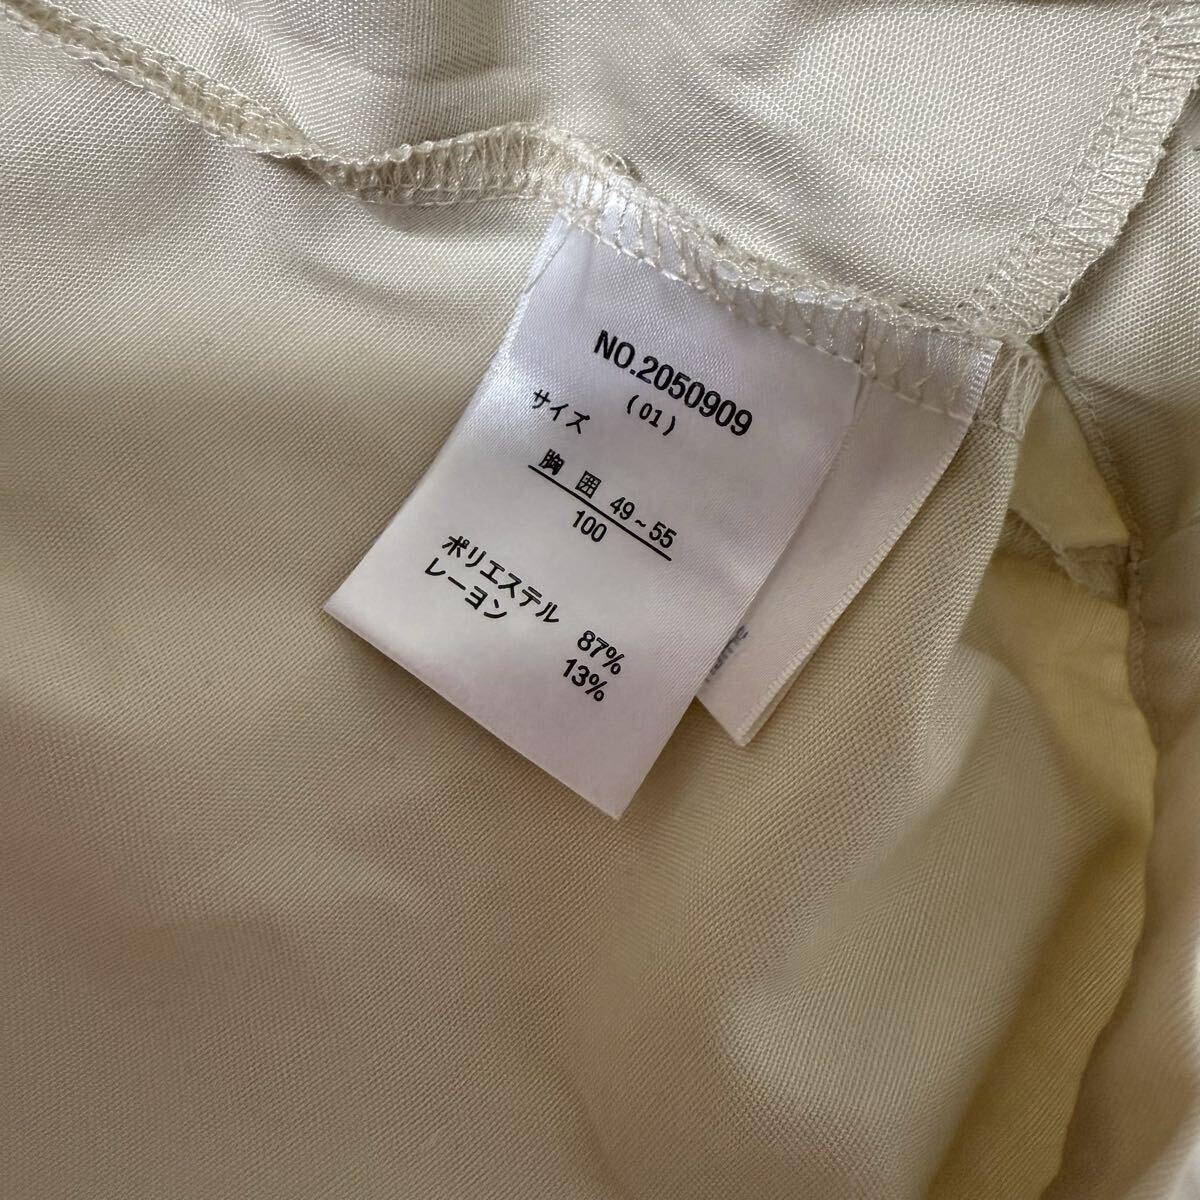 NO.2050909
(01)
サイズ
胸囲 49~55
100
ポリエステル 87%
レーヨン 13%